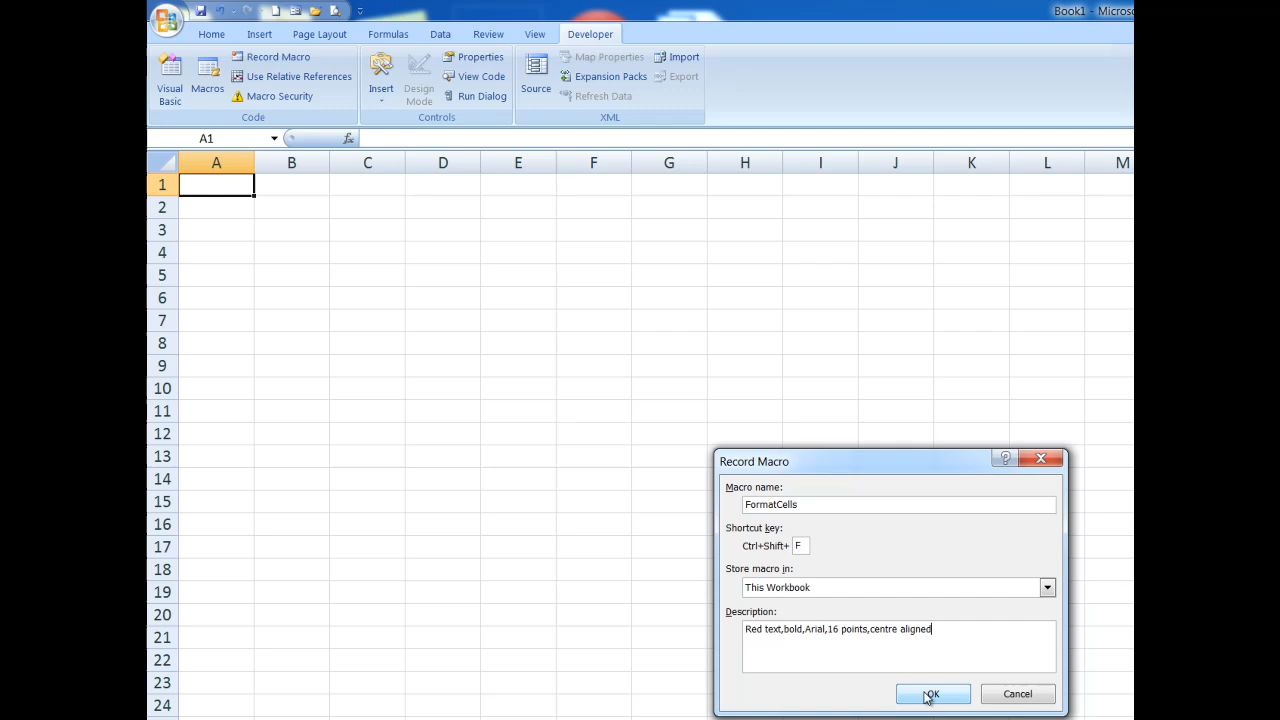 Book1 - Micros
Home Insert Page Layout Formulas Data Review View Developer
Visual Basic
Macros
Record Macro
Use Relative References
Macro Security
Code
Insert
Design Mode
Properties
View Code
Run Dialog
Controls
Source
Map Properties
Expansion Packs
Refresh Data
Import
Export
XML
A1 fx
A B C D E F G H I J K L M
1
2
3
4
5
6
7
8
9
10
11
12
13
14
15
16
17
18
19
20
21
22
23
24
Record Macro
Macro name:
FormatCells
Shortcut key:
Ctrl+Shift+ F
Store macro in:
This Workbook
Description:
Red text,bold,Arial,16 points,centre aligned
OK Cancel